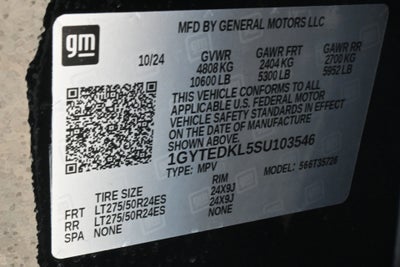 gm
MFD BY GENERAL MOTORS LLC
10/24 GVWR GAWR FRT GAWR RR
4808 KG 2404 KG 2700 KG
10600 LB 5300 LB 5952 LB
THIS VEHICLE CONFORMS TO ALL
APPLICABLE U.S. FEDERAL MOTOR
VEHICLE SAFETY STANDARDS IN
EFFECT ON THE DATE OF
MANUFACTURE SHOWN ABOVE.
1GYTEDKL5SU103546
TYPE: MPV MODEL: 566T35726
TIRE SIZE RIM
FRT LT275/50R24ES 24X9J
RR LT275/50R24ES 24X9J
SPA NONE NONE